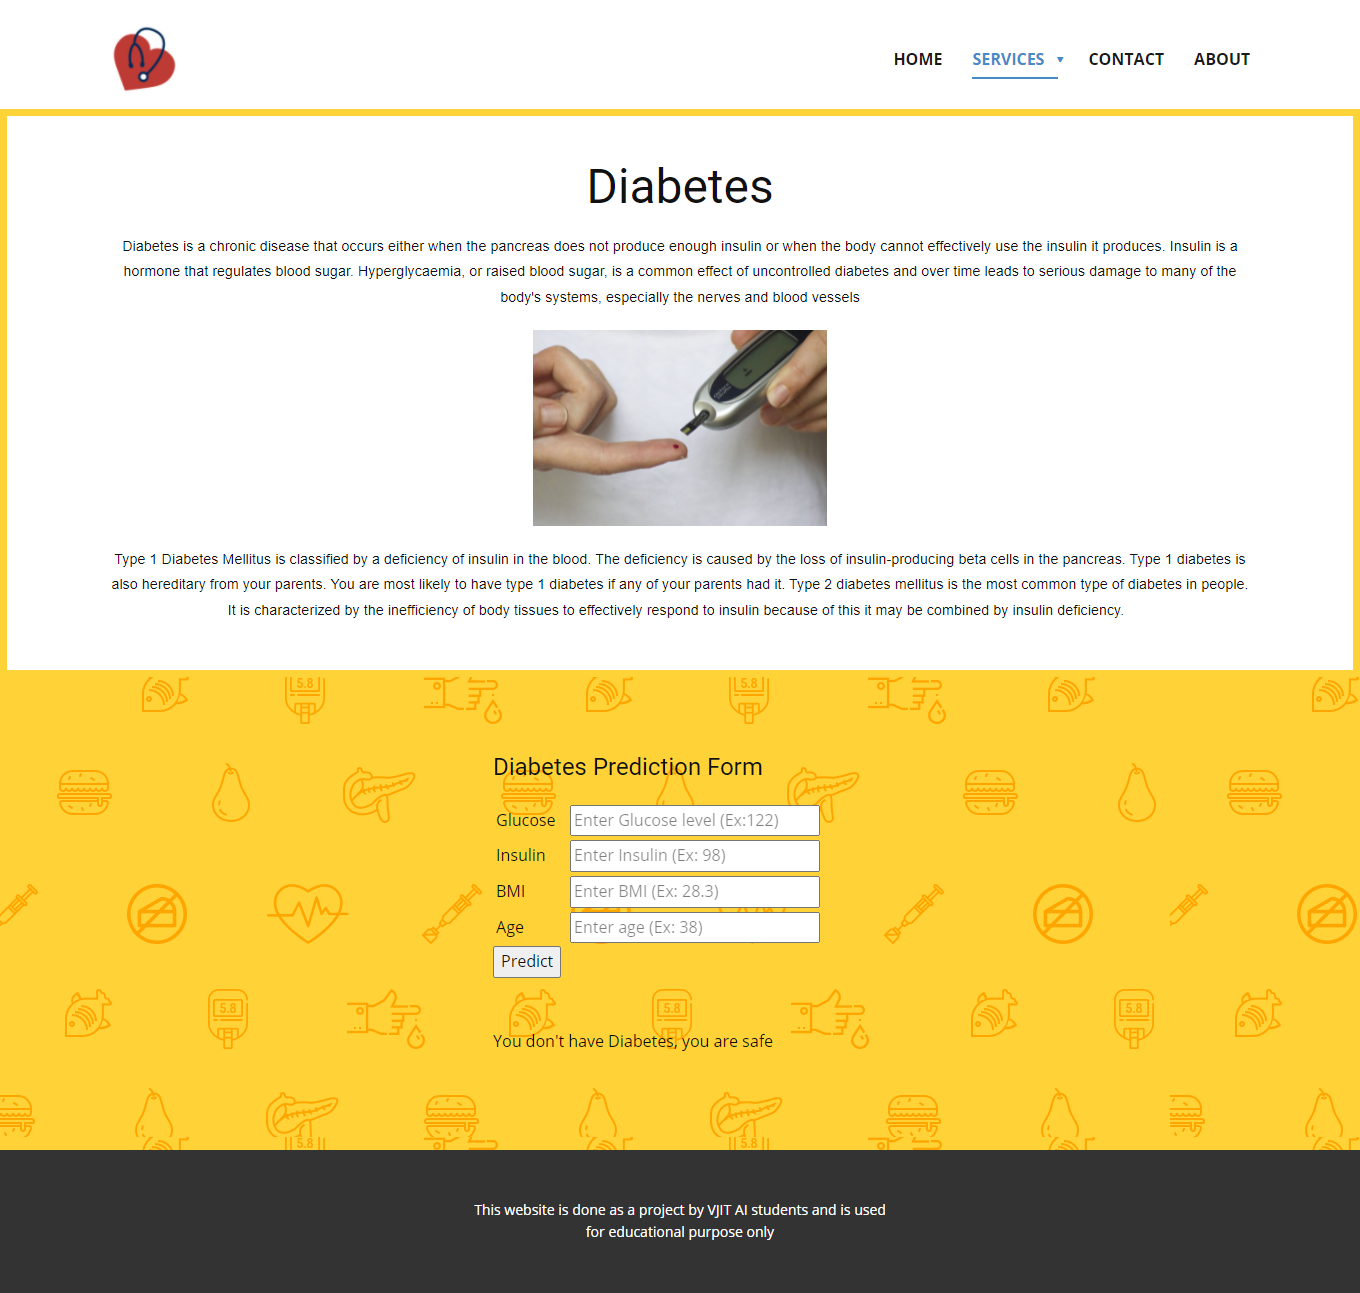 HOME SERVICES CONTACT ABOUT
Diabetes
Diabetes is a chronic disease that occurs either when the pancreas does not produce enough insulin or when the body cannot effectively use the insulin it produces. Insulin is a
hormone that regulates blood sugar. Hyperglycaemia, or raised blood sugar, is a common effect of uncontrolled diabetes and over time leads to serious damage to many of the
body's systems, especially the nerves and blood vessels
Type 1 Diabetes Mellitus is classified by a deficiency of insulin in the blood. The deficiency is caused by the loss of insulin-producing beta cells in the pancreas. Type 1 diabetes is
also hereditary from your parents. You are most likely to have type 1 diabetes if any of your parents had it. Type 2 diabetes mellitus is the most common type of diabetes in people.
It is characterized by the inefficiency of body tissues to effectively respond to insulin because of this it may be combined by insulin deficiency.
5.8 5.8
Diabetes Prediction Form
Glucose Enter Glucose level (Ex:122)
Insulin Enter Insulin (Ex: 98)
BMI Enter BMI (Ex: 28.3)
Age Enter age (Ex: 38)
Predict
5.8 5.8 5.8
You don't have Diabetes, you are safe
5.8
This website is done as a project by VJIT AI students and is used
for educational purpose only